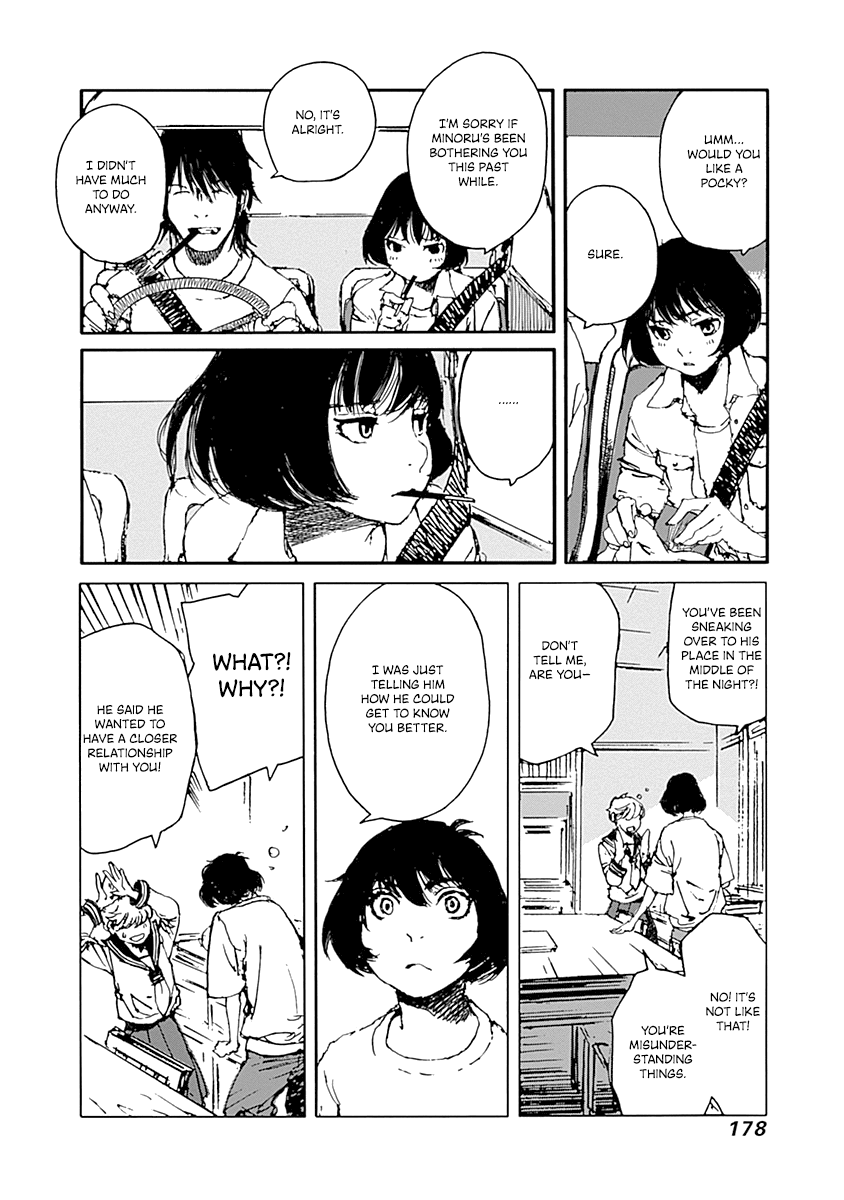 UMM...
WOULD YOU
LIKE A
POCKY?
SURE.
I'M SORRY IF
MINORU'S BEEN
BOTHERING YOU
THIS PAST
WHILE.
NO, IT'S
ALRIGHT.
I DIDN'T
HAVE MUCH
TO DO
ANYWAY.
......
YOU'VE BEEN
SNEAKING
OVER TO HIS
PLACE IN THE
MIDDLE OF
THE NIGHT?!
DON'T
TELL ME,
ARE YOU-
NO! IT'S
NOT LIKE
THAT!
YOU'RE
MISUNDER-
STANDING
THINGS.
I WAS JUST
TELLING HIM
HOW HE COULD
GET TO KNOW
YOU BETTER.
WHAT?!
WHY?!
HE SAID HE
WANTED TO
HAVE A CLOSER
RELATIONSHIP
WITH YOU!
178